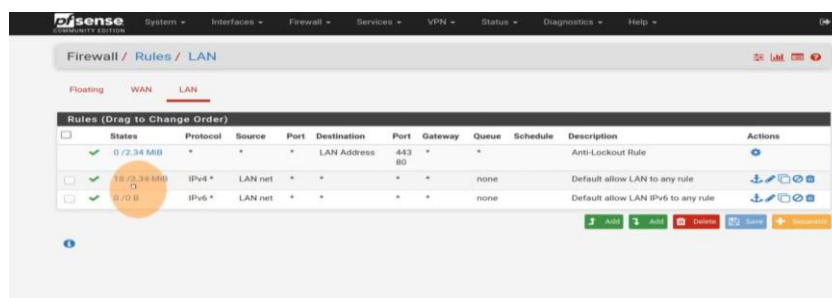 pfsense System Interfaces Firewall Services VPN Status Diagnostics Help
COMMUNITY EDITION
Firewall / Rules / LAN
Floating WAN LAN
Rules (Drag to Change Order)
States Protocol Source Port Destination Port Gateway Queue Schedule Description Actions
0 /2.34 MiB * * * LAN Address 443 * * Anti-Lockout Rule
80
18 /2.34 MiB IPv4 * LAN net * * * * none Default allow LAN to any rule
0 /0 B IPv6 * LAN net * * * * none Default allow LAN IPv6 to any rule
Add Add Delete Save Separator